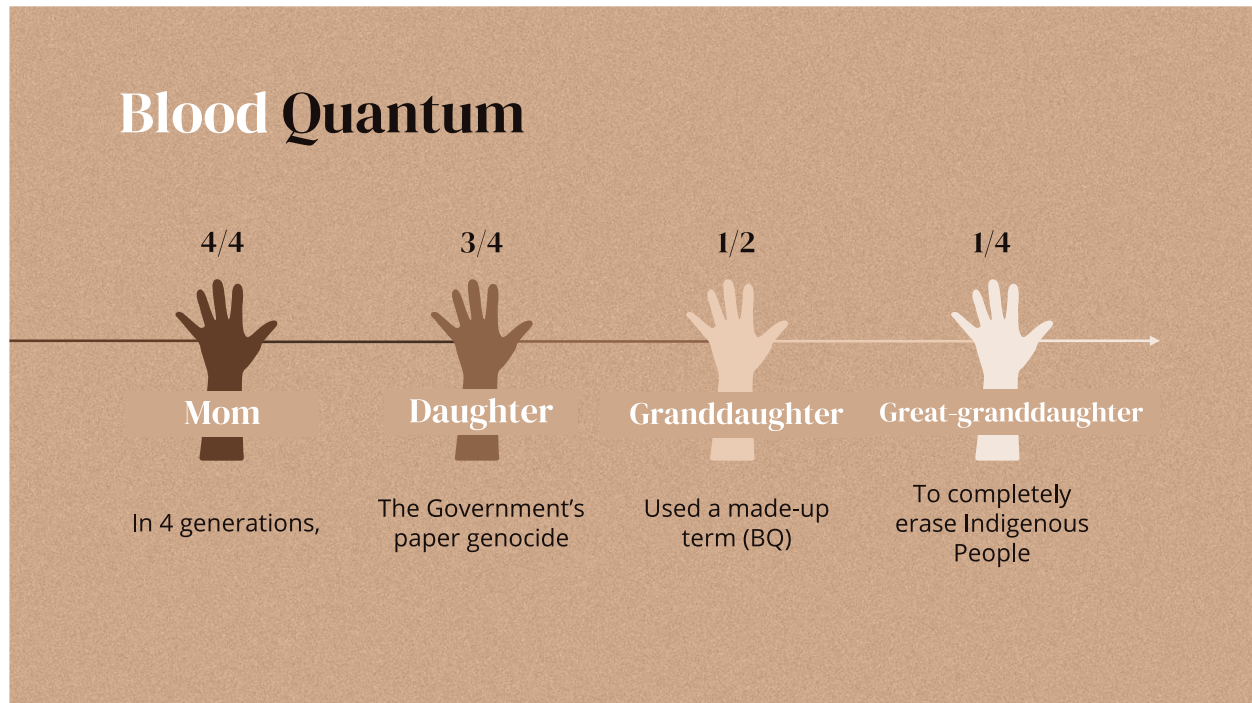 Blood Quantum
4/4
3/4
1/2
1/4
Mom
Daughter
Granddaughter
Great-granddaughter
In 4 generations,
The Government’s
paper genocide
Used a made-up
term (BQ)
To completely
erase Indigenous
People